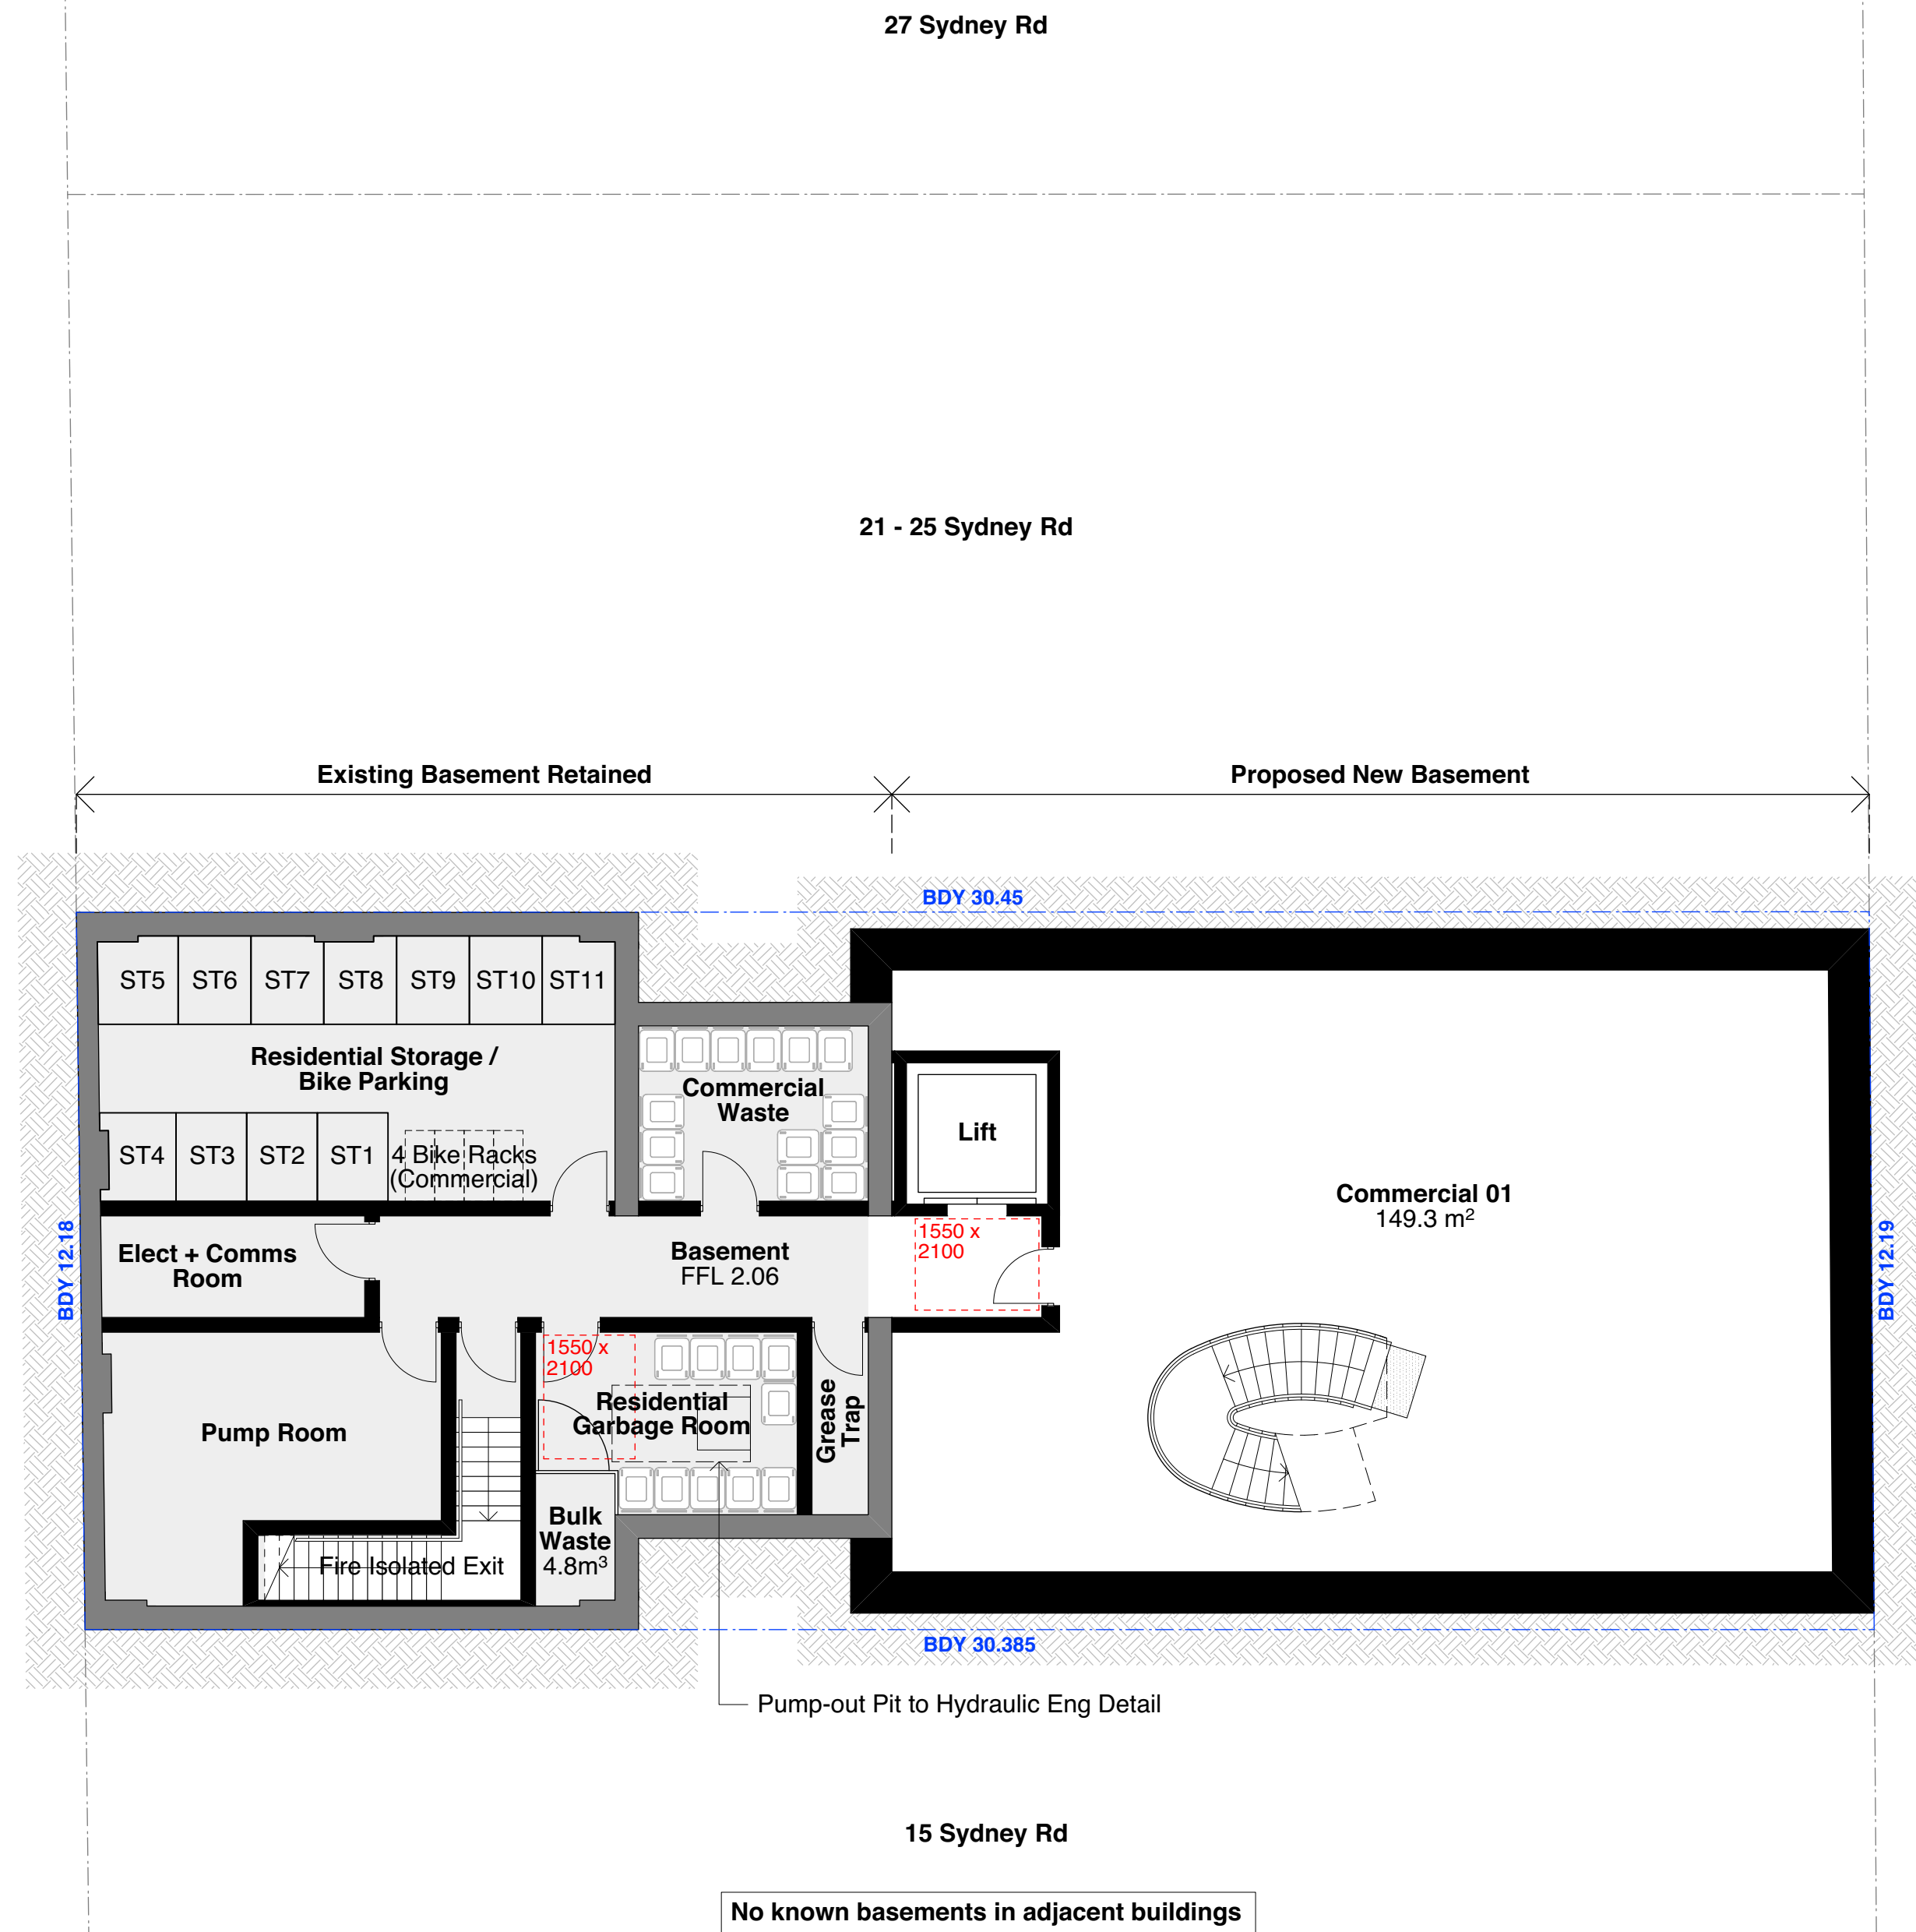 27 Sydney Rd
21 - 25 Sydney Rd
Existing Basement Retained
Proposed New Basement
BDY 30.45
ST5
ST6
ST7
ST8
ST9
ST10
ST11
Residential Storage /
Bike Parking
Commercial
Waste
Lift
ST4
ST3
ST2
ST1
4 Bike Racks
(Commercial)
Commercial 01
149.3 m²
BDY 12.18
Elect + Comms
Room
Basement
FFL 2.06
1550 x
2100
BDY 12.19
1550 x
2100
Residential
Garbage Room
Grease
Trap
Pump Room
Bulk
Waste
4.8m³
Fire Isolated Exit
BDY 30.385
Pump-out Pit to Hydraulic Eng Detail
15 Sydney Rd
No known basements in adjacent buildings